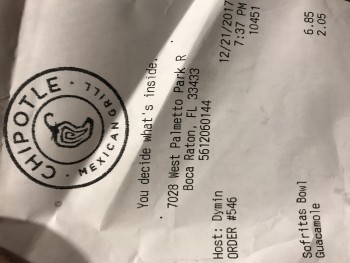 CHIPOTLE
MEXICAN GRILL
You decide what's inside.
7028 West Palmetto Park R
Boca Raton, FL 33433
5612060144
Host: Dymin 12/21/2017
ORDER #546 7:37 PM
10451
Sofritas Bowl 6.85
Guacamole 2.05